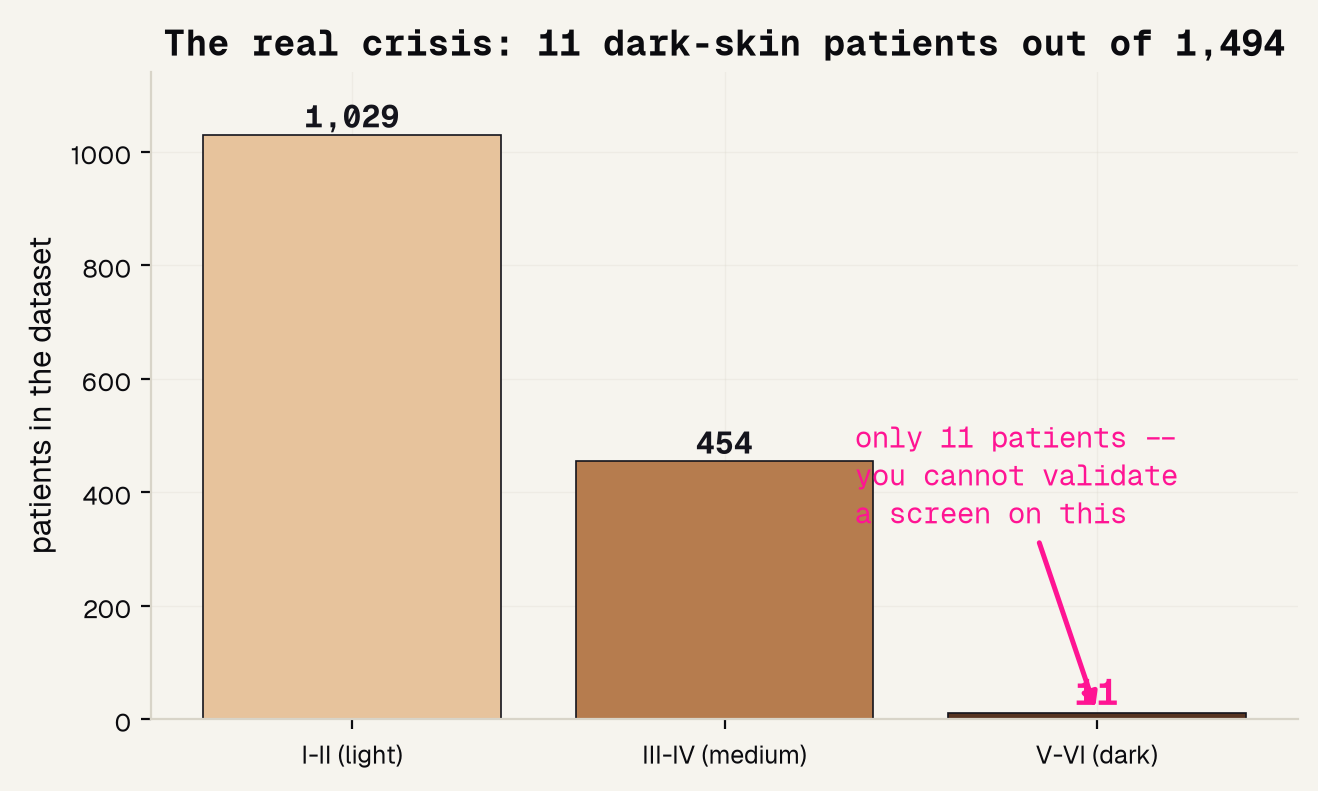 The real crisis: 11 dark-skin patients out of 1,494
patients in the dataset
1000
800
600
400
200
0
1,029
454
only 11 patients --
you cannot validate
a screen on this
11
I-II (light)
III-IV (medium)
V-VI (dark)